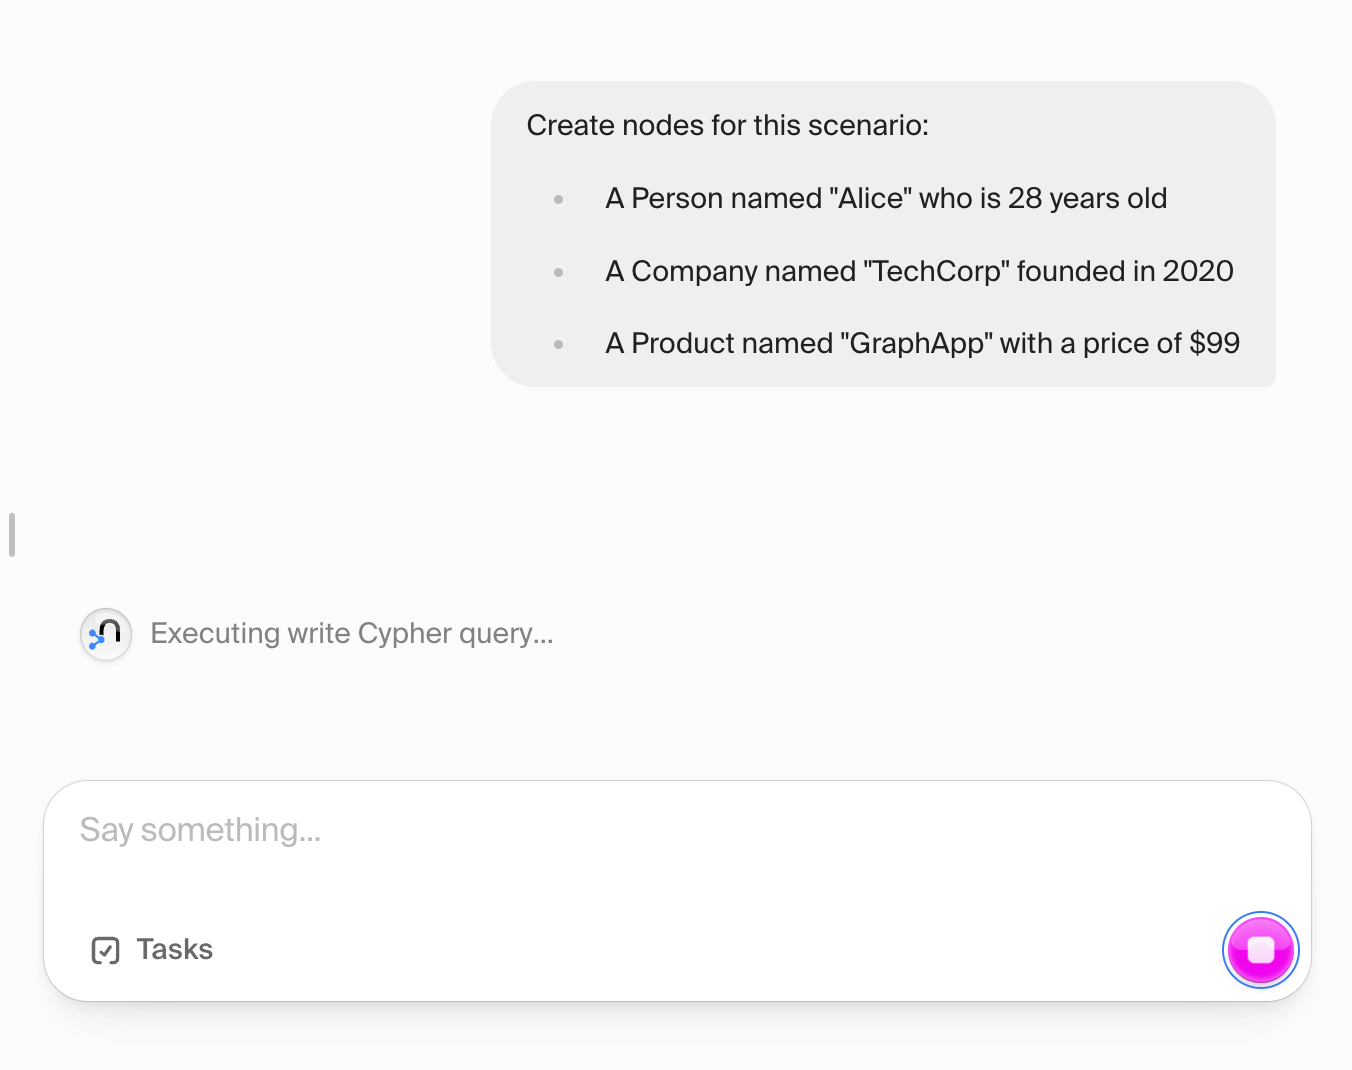 Create nodes for this scenario:
A Person named "Alice" who is 28 years old
A Company named "TechCorp" founded in 2020
A Product named "GraphApp" with a price of $99
Executing write Cypher query...
Say something...
Tasks